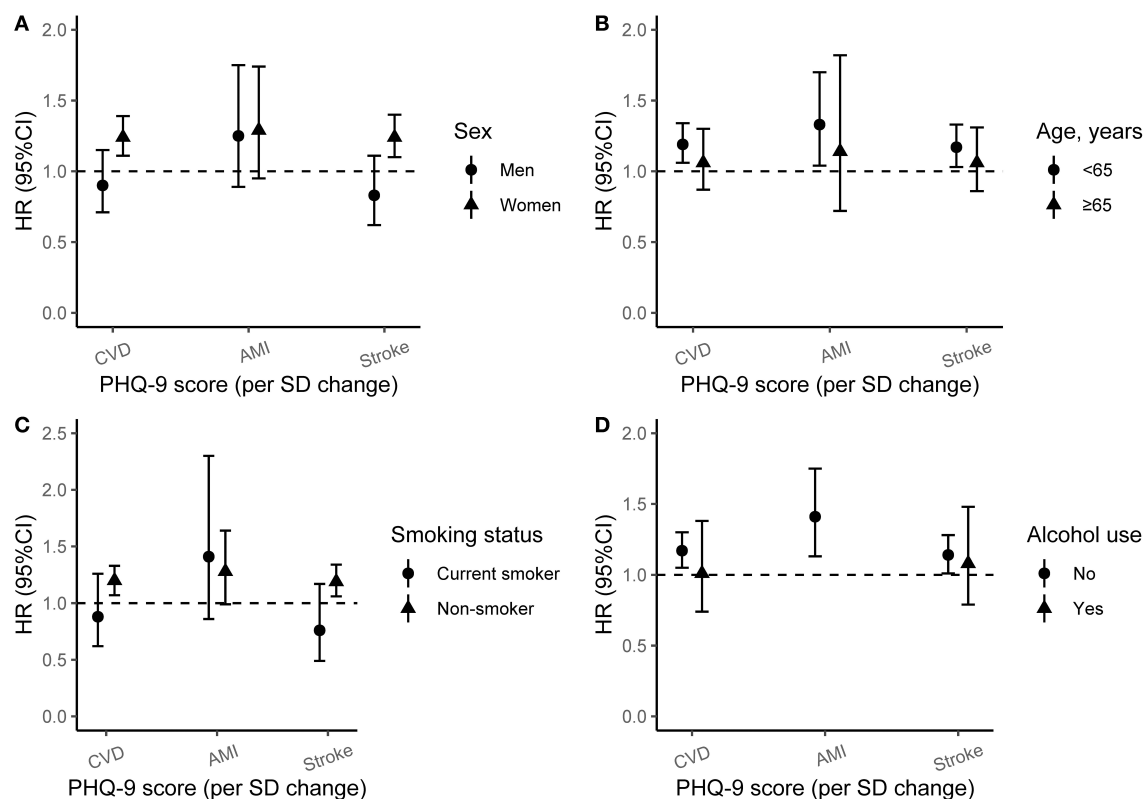 A
2.0
1.5
1.0
0.5
0.0
HR (95%CI)
CVD
AMI
Stroke
PHQ-9 score (per SD change)
Sex
Men
Women
B
2.0
1.5
1.0
0.5
0.0
HR (95%CI)
CVD
AMI
Stroke
PHQ-9 score (per SD change)
Age, years
<65
≥65
C
2.5
2.0
1.5
1.0
0.5
0.0
HR (95%CI)
CVD
AMI
Stroke
PHQ-9 score (per SD change)
Smoking status
Current smoker
Non-smoker
D
2.0
1.5
1.0
0.5
0.0
HR (95%CI)
CVD
AMI
Stroke
PHQ-9 score (per SD change)
Alcohol use
No
Yes